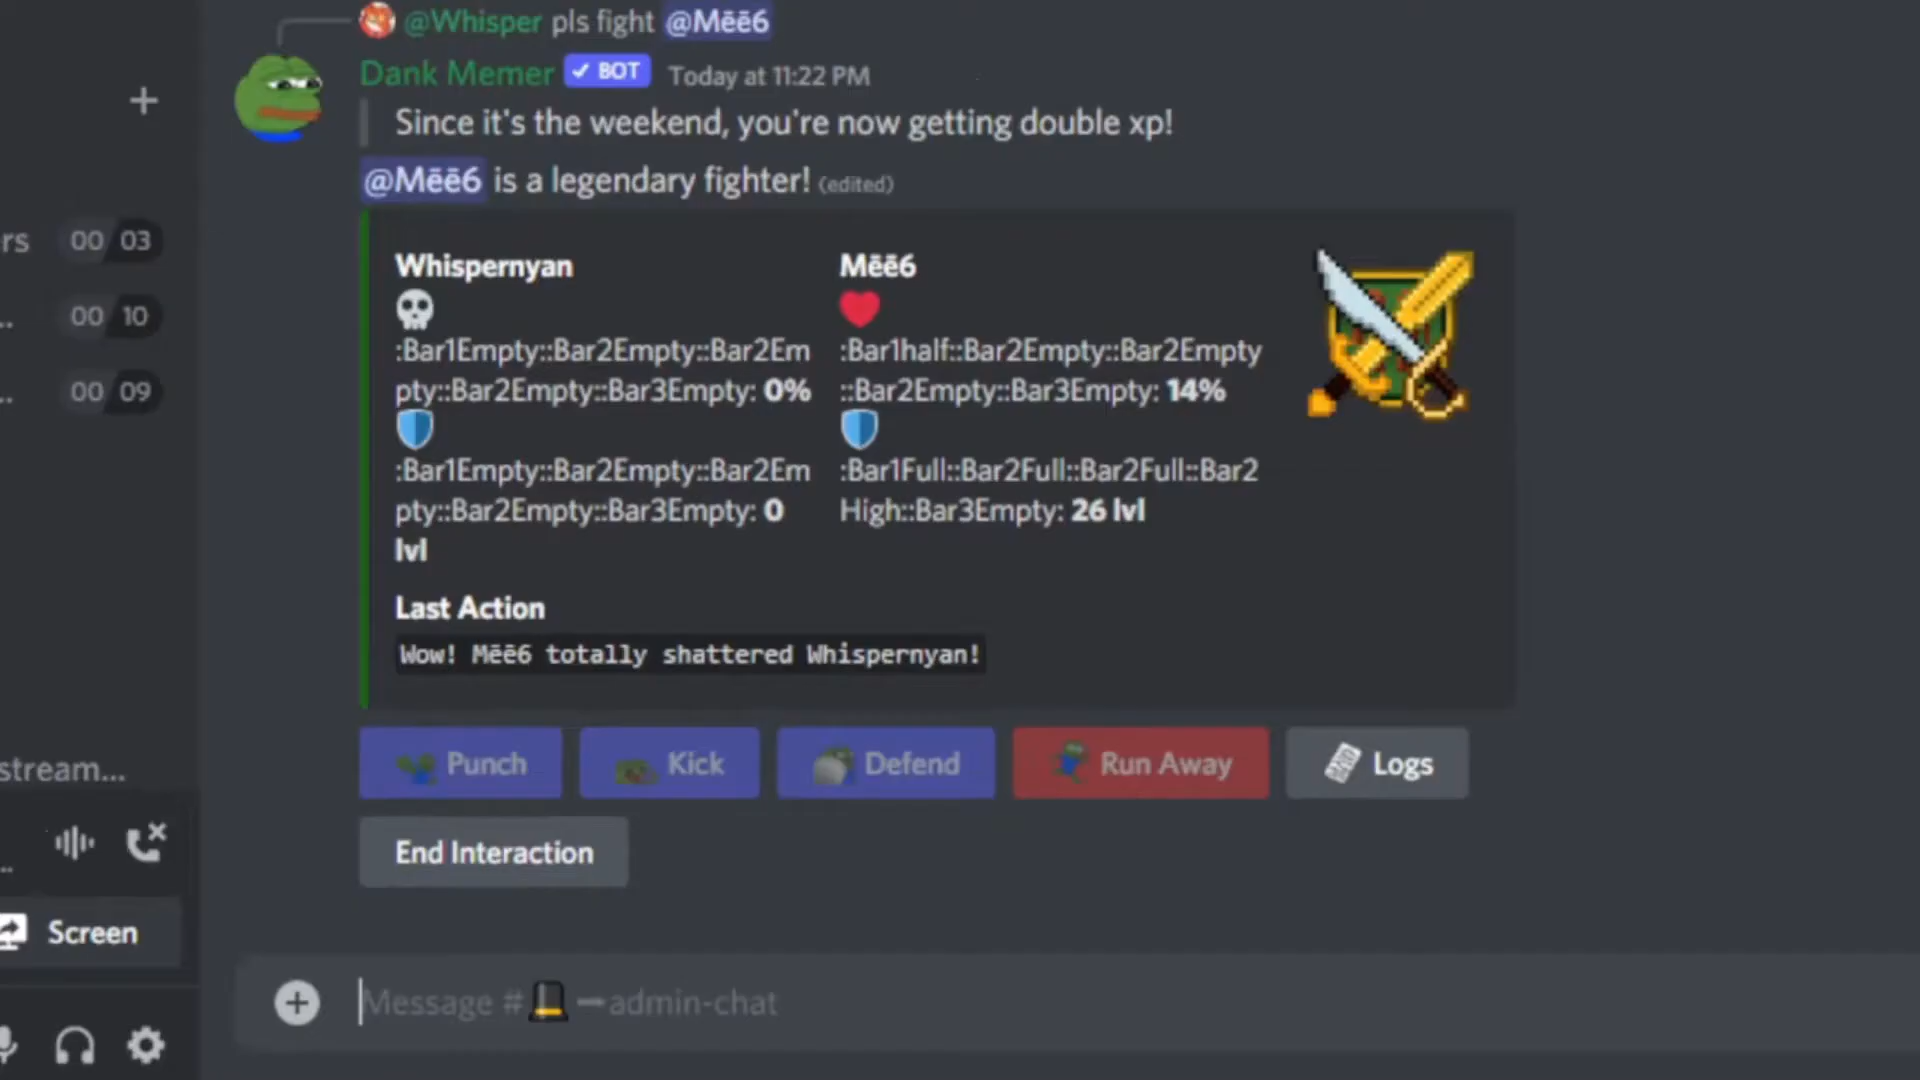 @Whisper pls fight @Mēē6
Dank Memer ✓ BOT Today at 11:22 PM
Since it's the weekend, you're now getting double xp!
@Mēē6 is a legendary fighter! (edited)
Whispernyan
:Bar1Empty::Bar2Empty::Bar2Em
pty::Bar2Empty::Bar3Empty: 0%
:Bar1Empty::Bar2Empty::Bar2Em
pty::Bar2Empty::Bar3Empty: 0
lvl
Mēē6
:Bar1half::Bar2Empty::Bar2Empty
::Bar2Empty::Bar3Empty: 14%
:Bar1Full::Bar2Full::Bar2Full::Bar2
High::Bar3Empty: 26 lvl
Last Action
Wow! Mēē6 totally shattered Whispernyan!
Punch Kick Defend Run Away Logs
End Interaction
Message # -admin-chat
rs 00 03
.. 00 10
.. 00 09
stream...
..
Screen